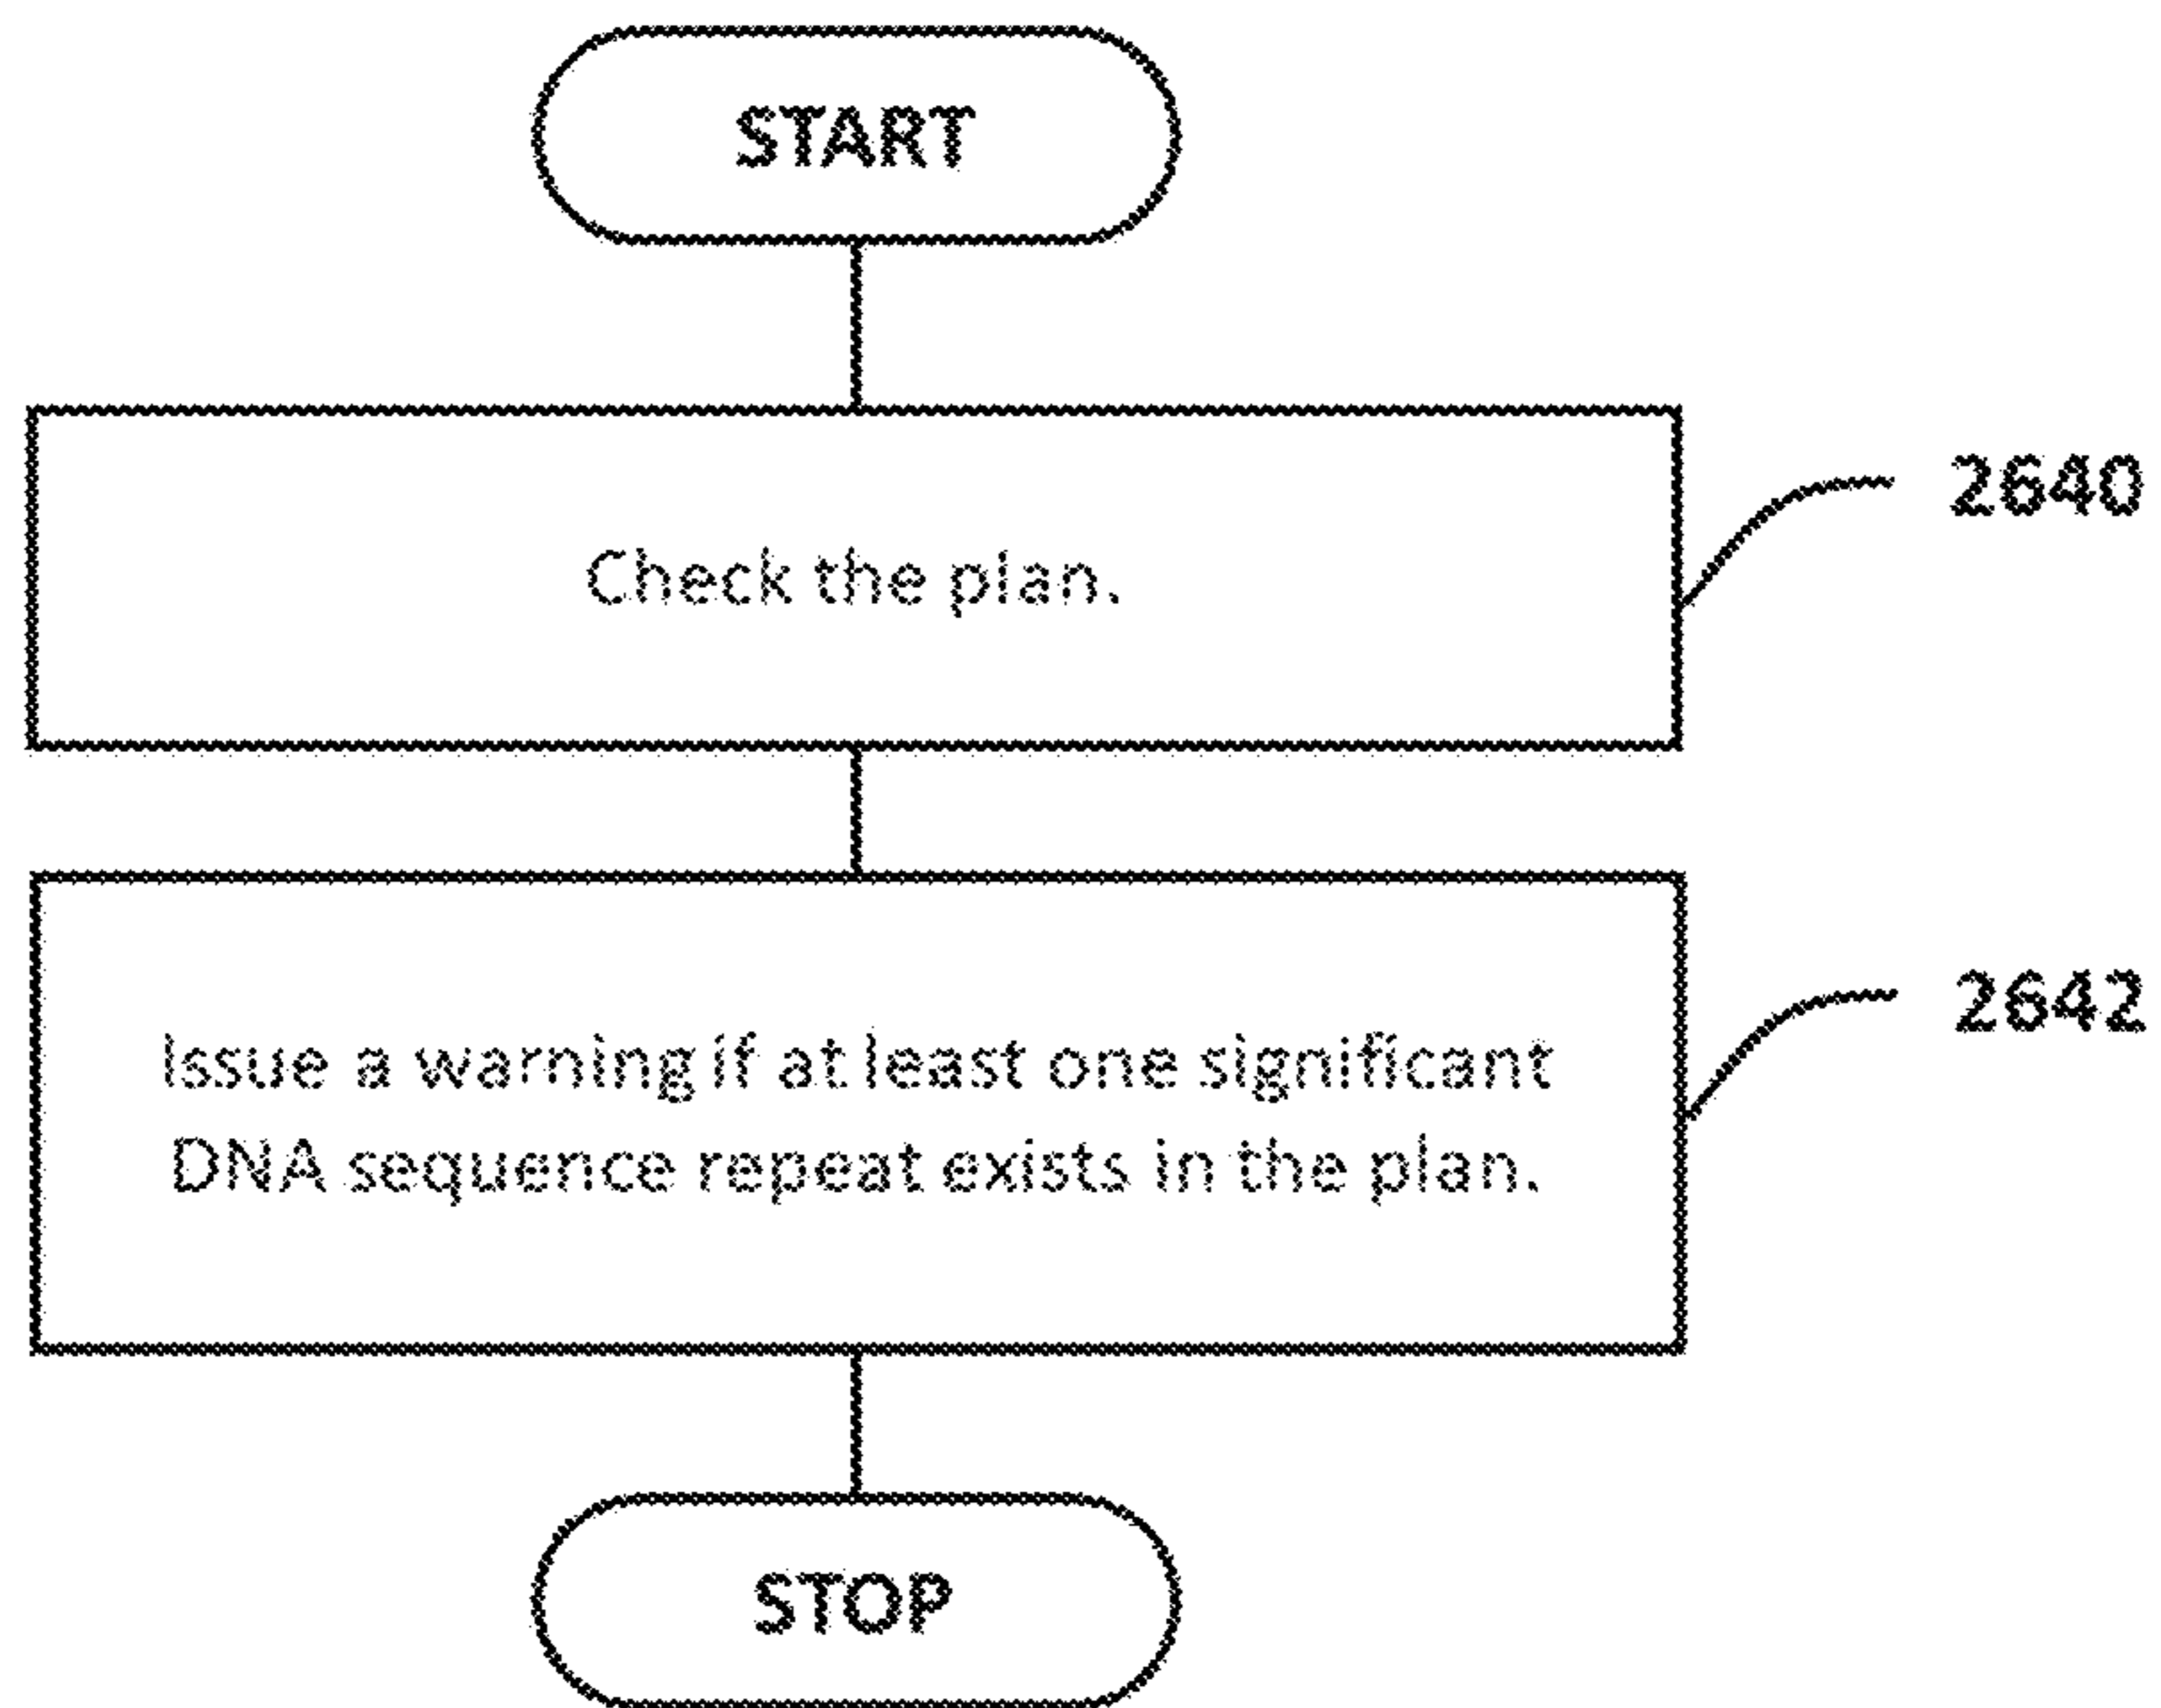 START
Check the plan.
2640
Issue a warning if at least one significant
DNA sequence repeat exists in the plan.
2642
STOP